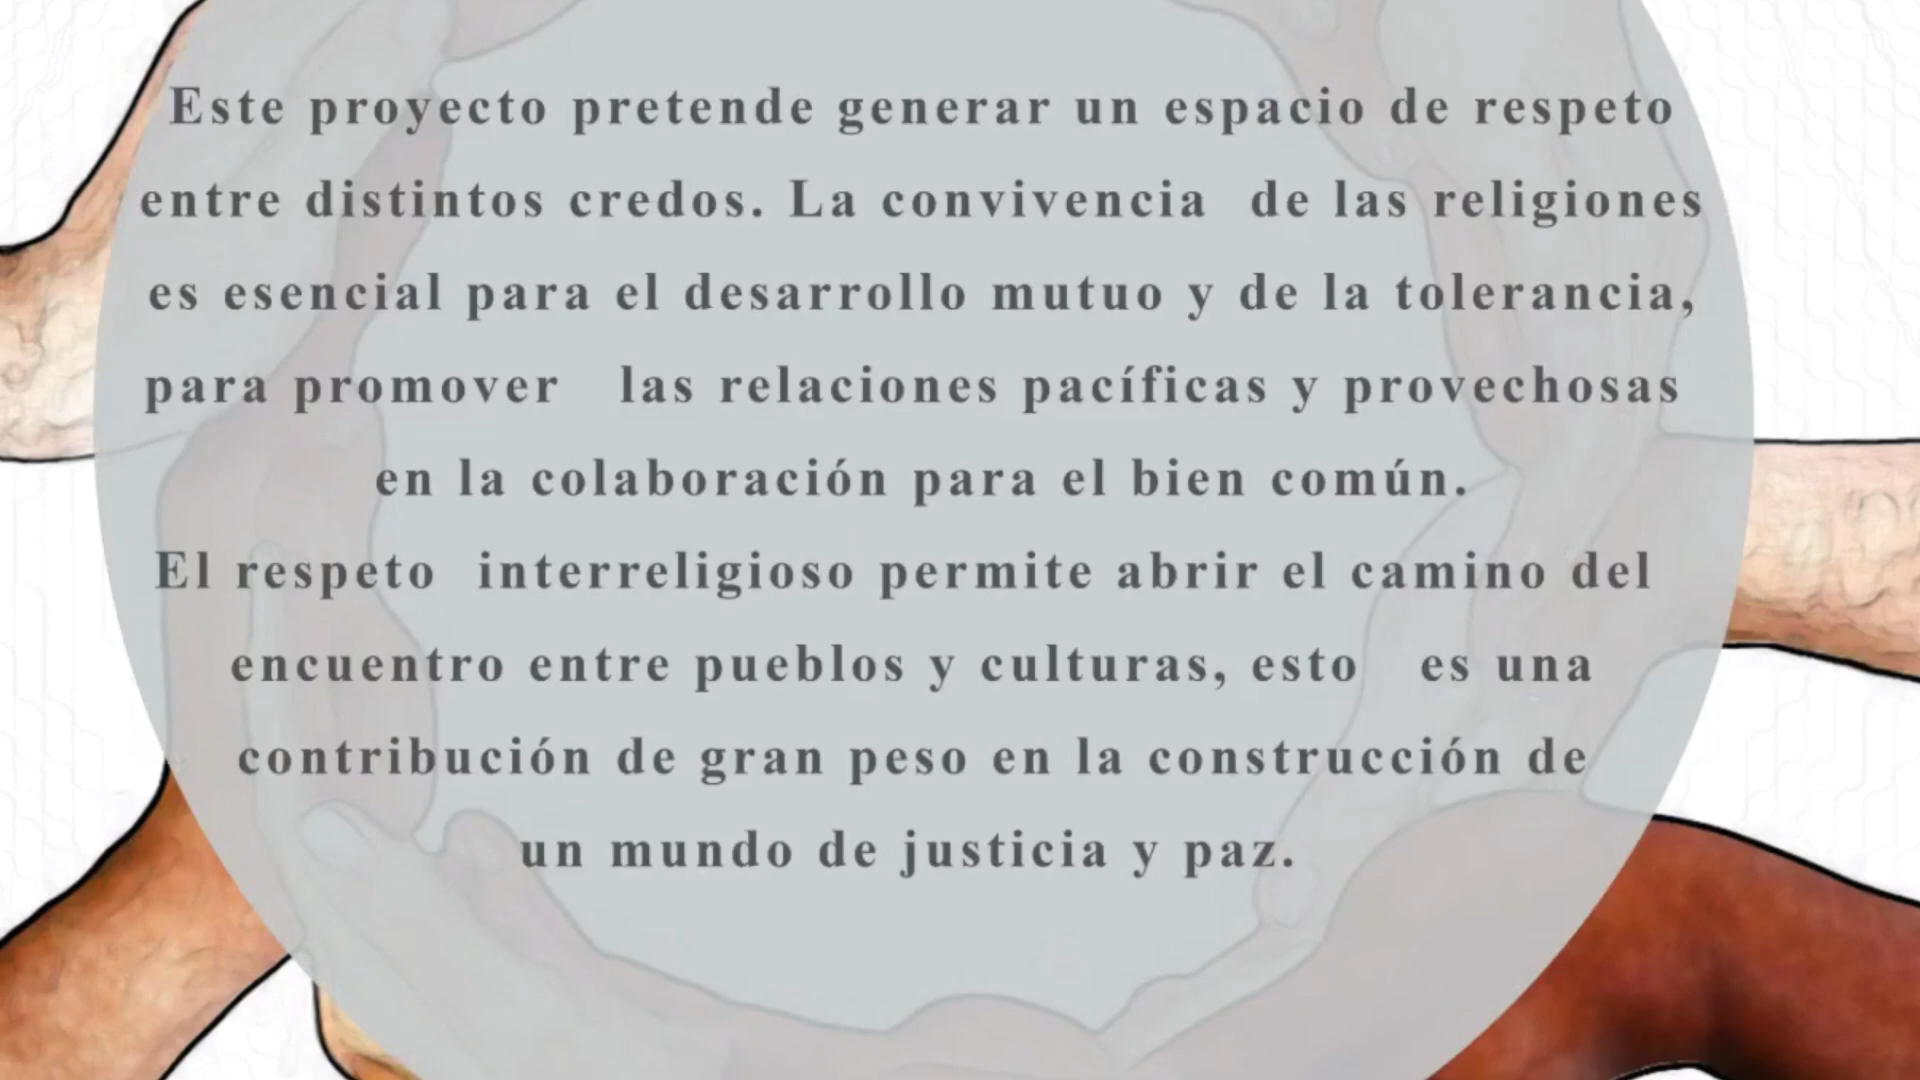 Este proyecto pretende generar un espacio de respeto
entre distintos credos. La convivencia de las religiones
es esencial para el desarrollo mutuo y de la tolerancia,
para promover las relaciones pacíficas y provechosas
en la colaboración para el bien común.
El respeto interreligioso permite abrir el camino del
encuentro entre pueblos y culturas, esto es una
contribución de gran peso en la construcción de
un mundo de justicia y paz.